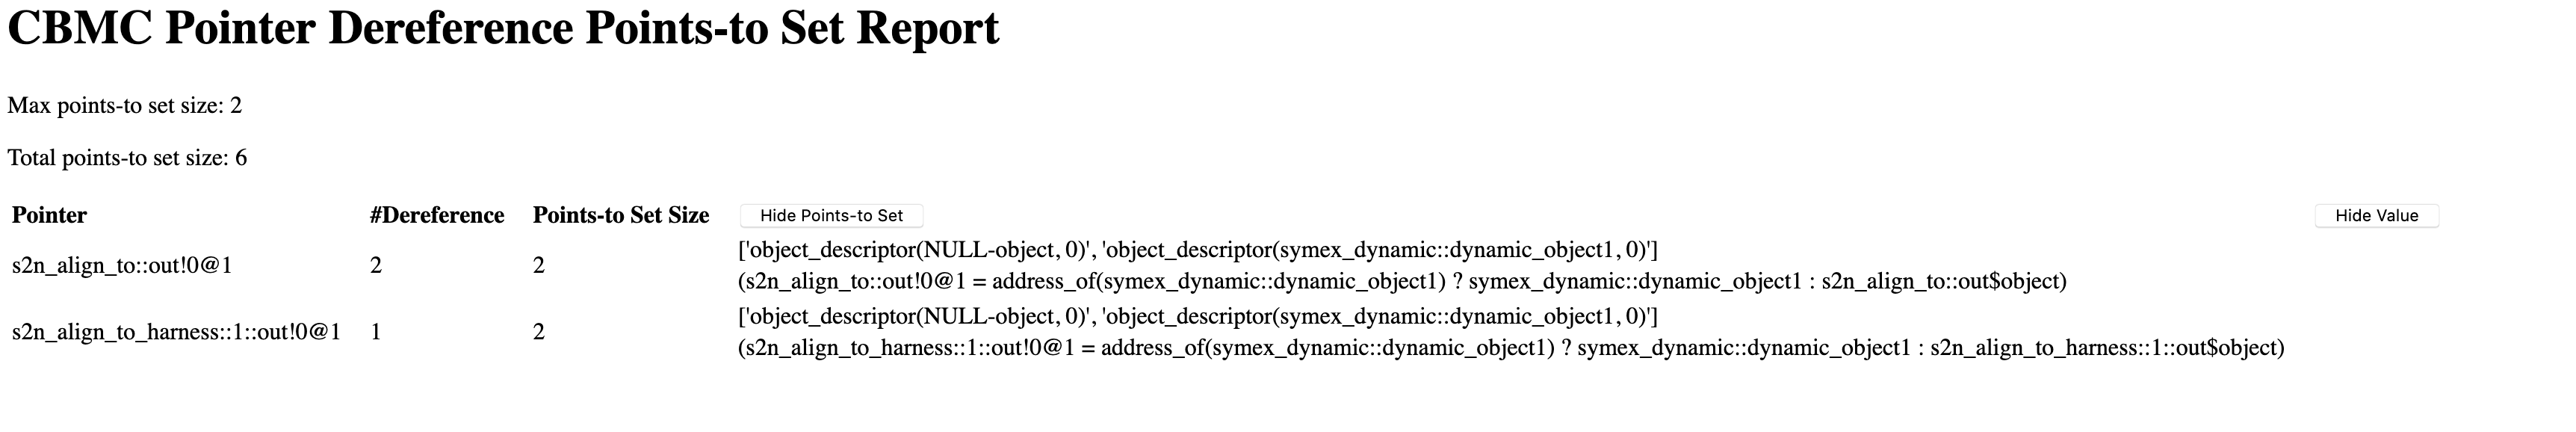 CBMC Pointer Dereference Points-to Set Report
Max points-to set size: 2
Total points-to set size: 6
Pointer #Dereference Points-to Set Size Hide Points-to Set Hide Value
s2n_align_to::out!0@1 2 2 ['object_descriptor(NULL-object, 0)', 'object_descriptor(symex_dynamic::dynamic_object1, 0)']
(s2n_align_to::out!0@1 = address_of(symex_dynamic::dynamic_object1) ? symex_dynamic::dynamic_object1 : s2n_align_to::out$object)
s2n_align_to_harness::1::out!0@1 1 2 ['object_descriptor(NULL-object, 0)', 'object_descriptor(symex_dynamic::dynamic_object1, 0)']
(s2n_align_to_harness::1::out!0@1 = address_of(symex_dynamic::dynamic_object1) ? symex_dynamic::dynamic_object1 : s2n_align_to_harness::1::out$object)